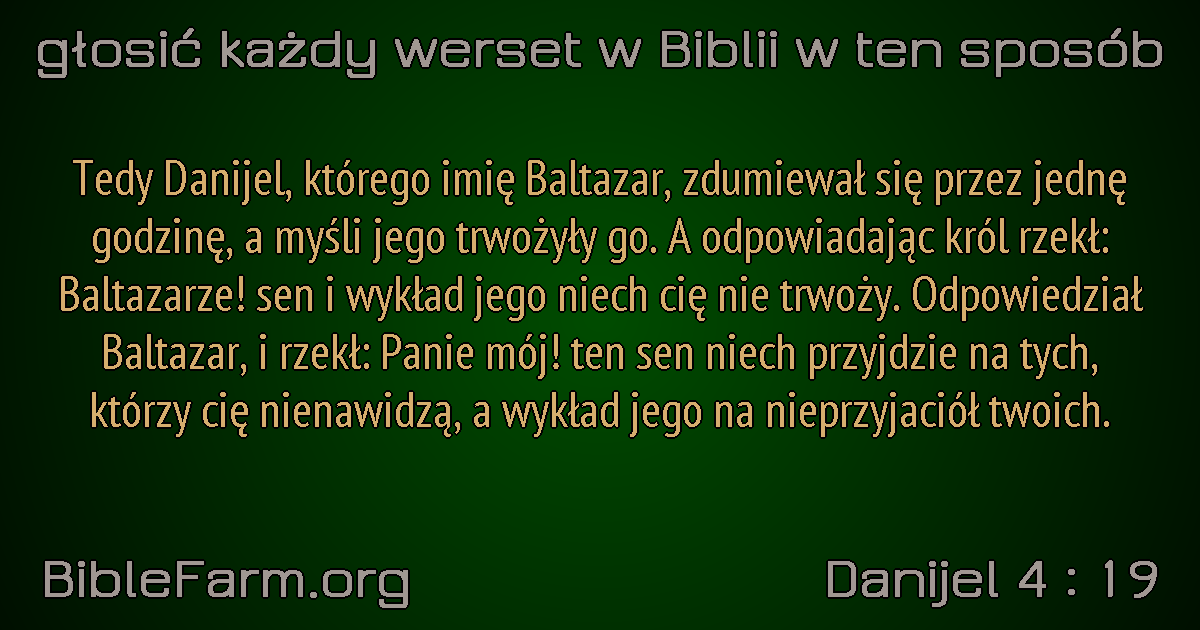 głosić każdy werset w Biblii w ten sposób
Tedy Danijel, którego imię Baltazar, zdumiewał się przez jednę
godzinę, a myśli jego trwożyły go. A odpowiadając król rzekł:
Baltazarze! sen i wykład jego niech cię nie trwoży. Odpowiedział
Baltazar, i rzekł: Panie mój! ten sen niech przyjdzie na tych,
którzy cię nienawidzą, a wykład jego na nieprzyjaciół twoich.
BibleFarm.org
Danijel 4 : 19